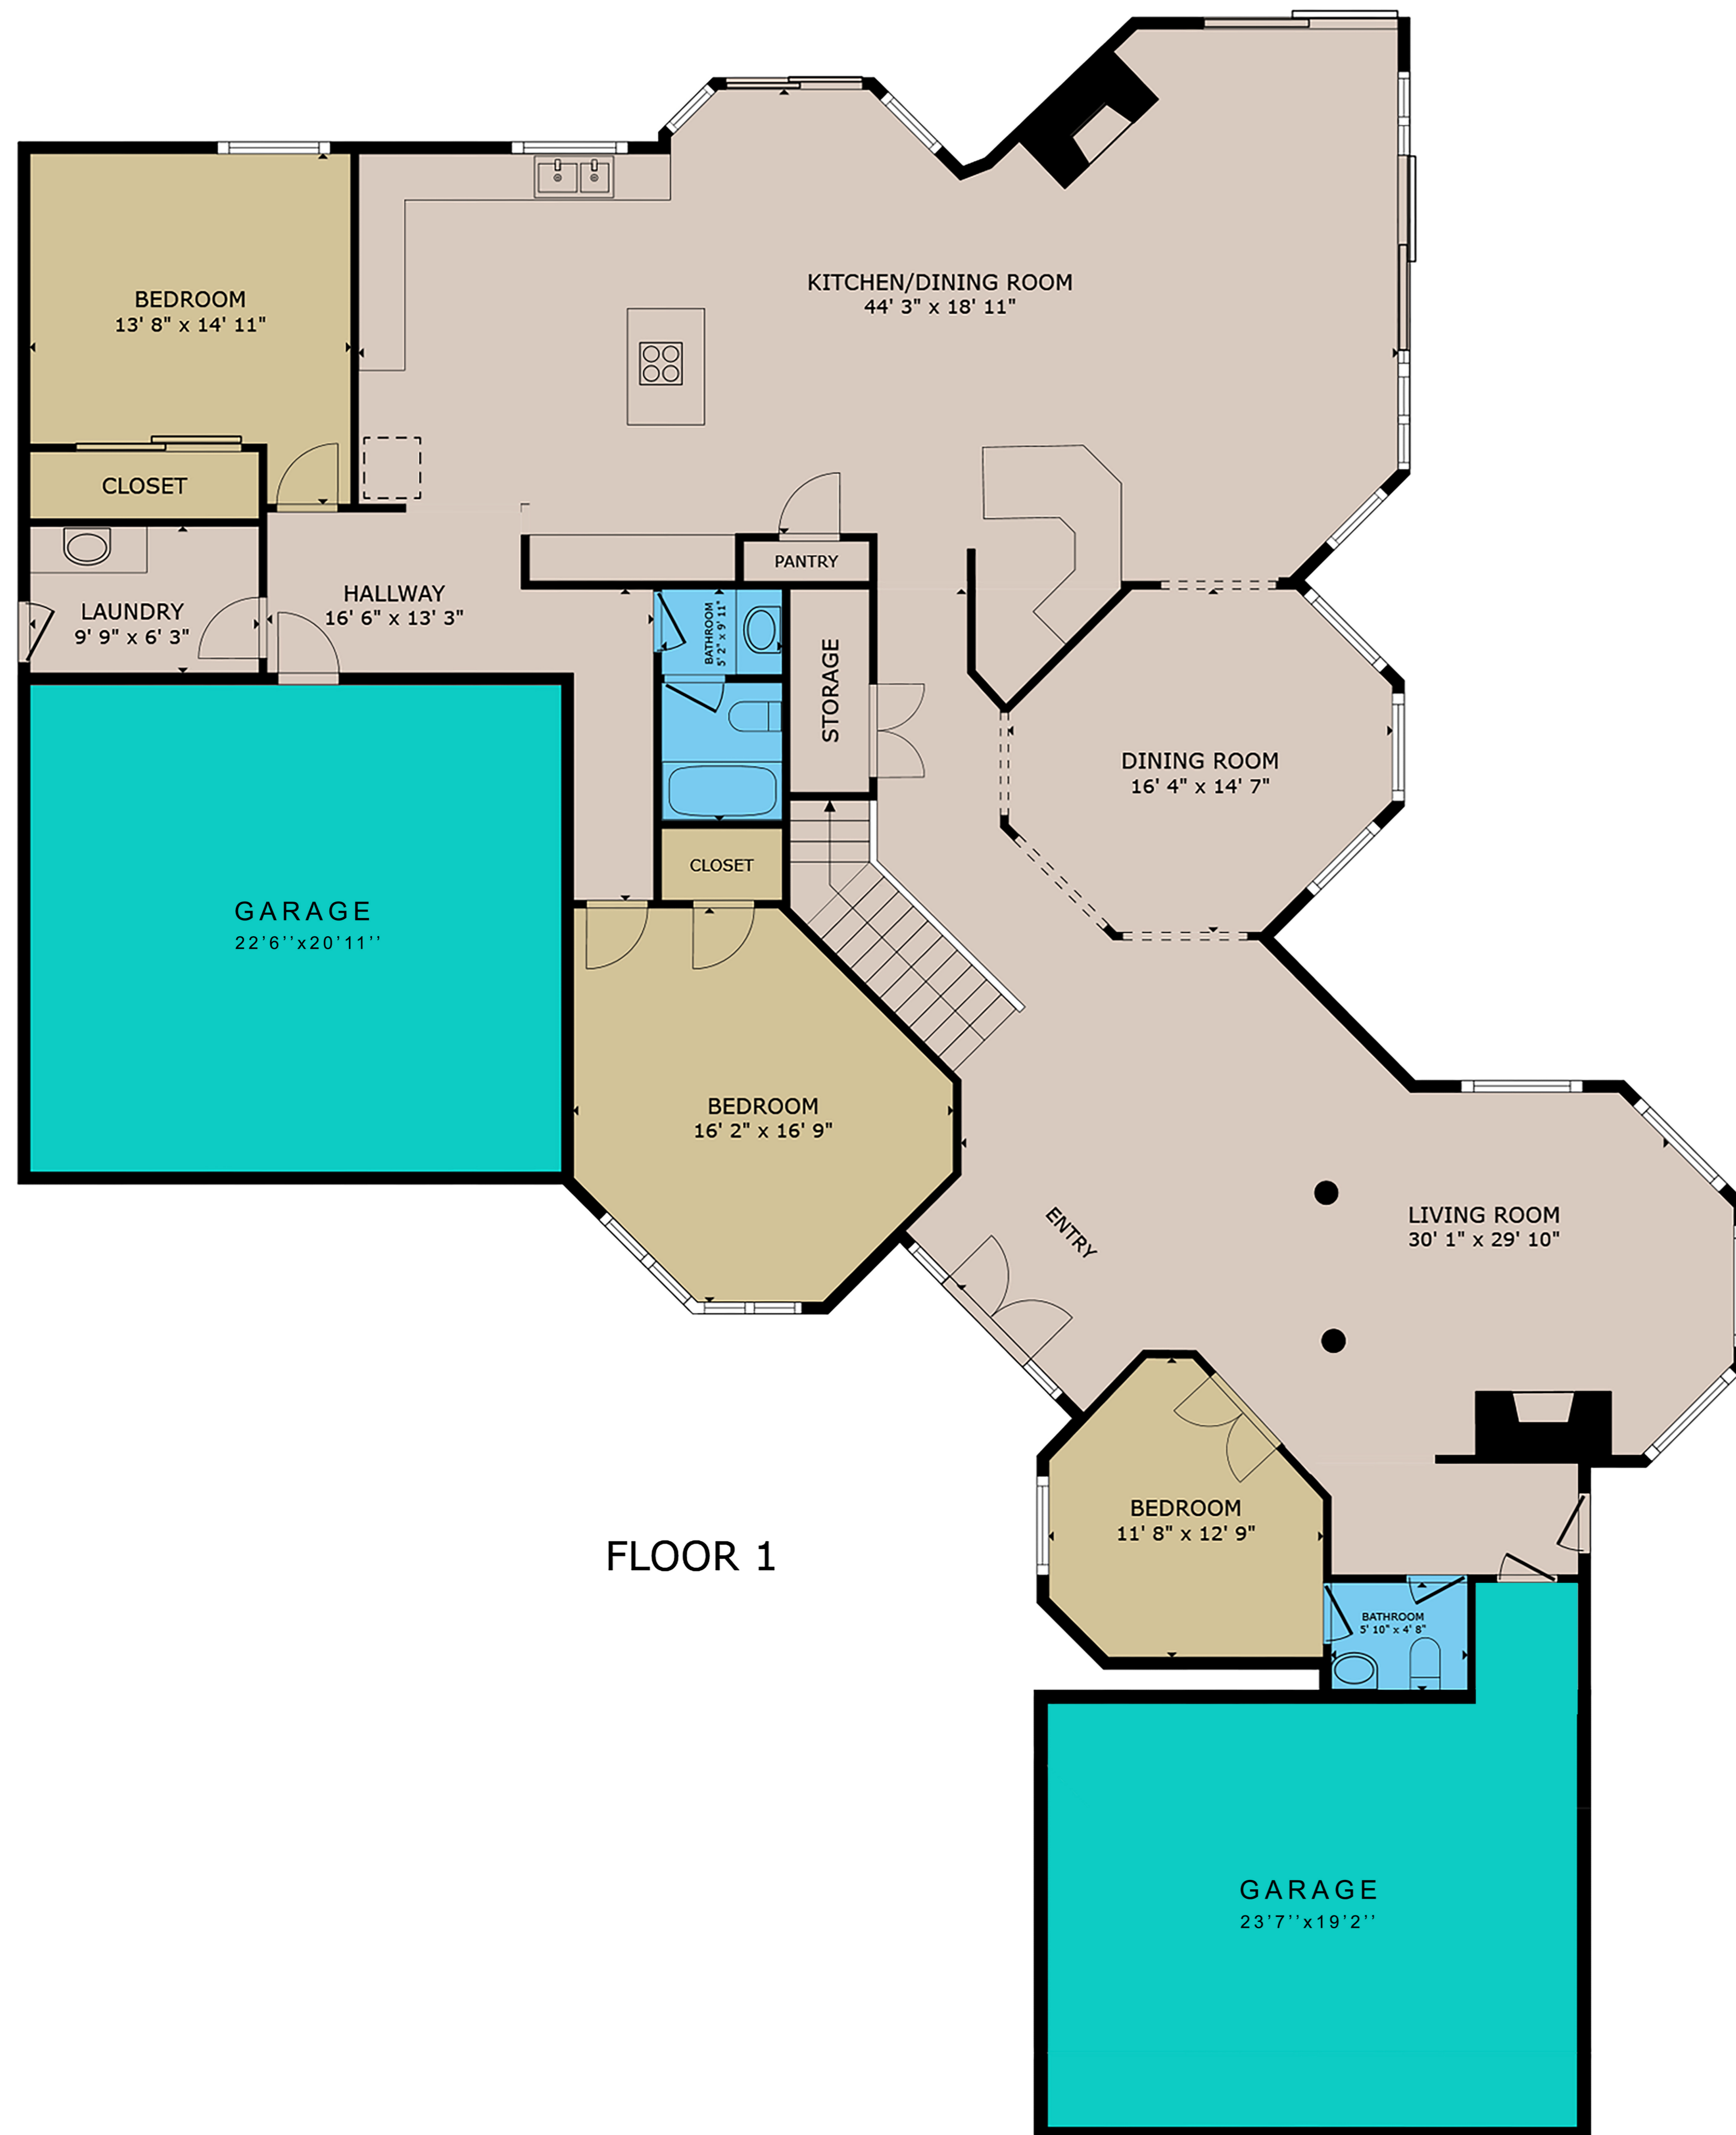 KITCHEN/DINING ROOM
44' 3" x 18' 11"
BEDROOM
13' 8" x 14' 11"
CLOSET
PANTRY
HALLWAY
16' 6" x 13' 3"
LAUNDRY
9' 9" x 6' 3"
BATHROOM
5' 2" x 9' 11"
STORAGE
DINING ROOM
16' 4" x 14' 7"
CLOSET
GARAGE
22'6''x20'11''
BEDROOM
16' 2" x 16' 9"
ENTRY
LIVING ROOM
30' 1" x 29' 10"
BEDROOM
11' 8" x 12' 9"
FLOOR 1
BATHROOM
5' 10" x 4' 8"
GARAGE
23'7''x19'2''